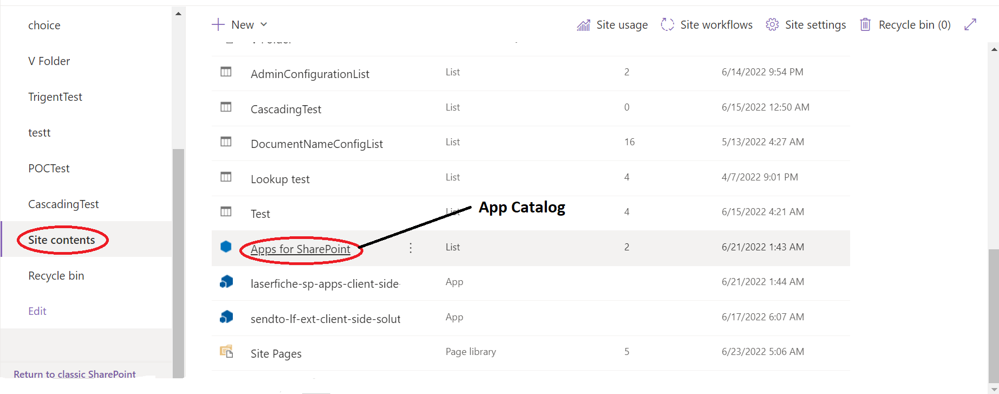 choice
V Folder
TrigentTest
testt
POCTest
CascadingTest
Site contents
Recycle bin
Edit
Return to classic SharePoint
New
Site usage
Site workflows
Site settings
Recycle bin (0)
V Folder
AdminConfigurationList List 2 6/14/2022 9:54 PM
CascadingTest List 0 6/15/2022 12:50 AM
DocumentNameConfigList List 16 5/13/2022 4:27 AM
Lookup test List 4 4/7/2022 9:01 PM
Test List 4 6/15/2022 4:21 AM
App Catalog
Apps for SharePoint List 2 6/21/2022 1:43 AM
laserfiche-sp-apps-client-side- App 6/21/2022 1:44 AM
sendto-lf-ext-client-side-solut App 6/17/2022 6:07 AM
Site Pages Page library 5 6/23/2022 5:06 AM